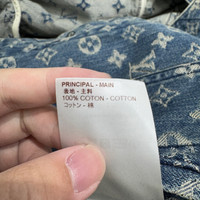 PRINCIPAL - MAIN
表地 - 主料
100% COTON - COTTON
コットン - 棉